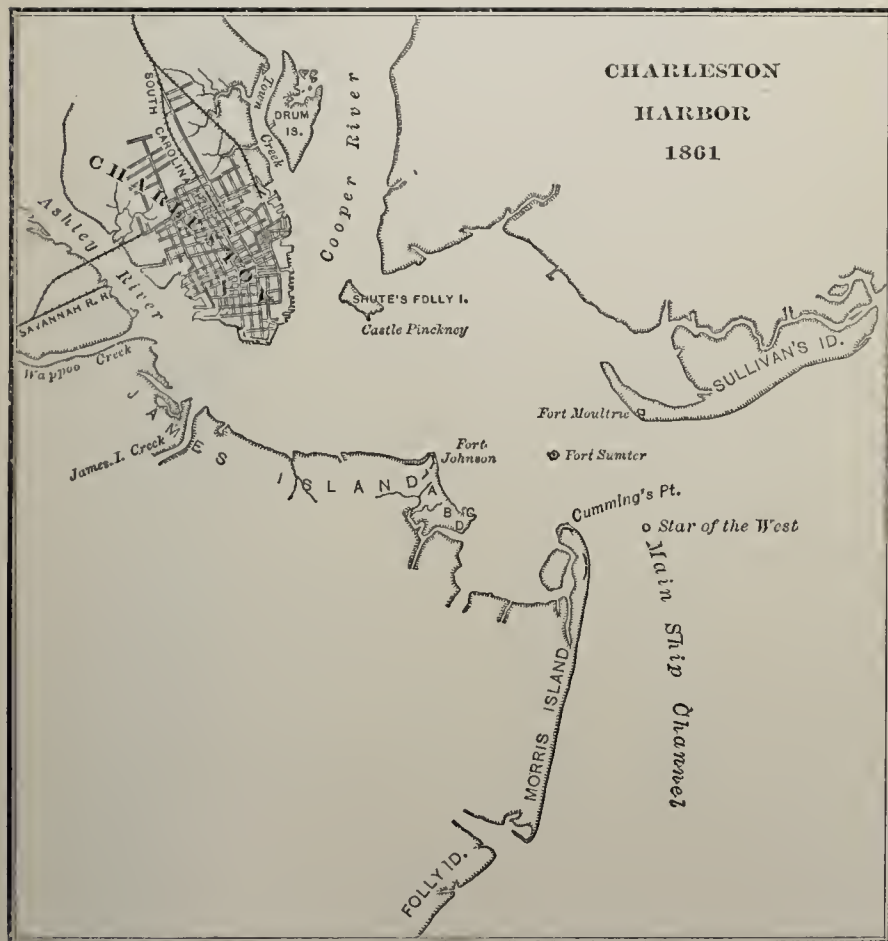 CHARLESTON
HARBOR
1861
SOUTH CAROLINA
Town Creek
DRUM
IS.
Cooper River
CHARLESTON
Ashley River
SAVANNAH R.R.
Wappoo Creek
SHUTE'S FOLLY I.
Castle Pinckney
SULLIVAN'S ID.
Fort Moultrie
JAMES ISLAND
James.I. Creek
Fort
Johnson
Fort Sumter
A
B C
D
Cumming's Pt.
Star of the West
Main Ship Channel
MORRIS ISLAND
FOLLY ID.